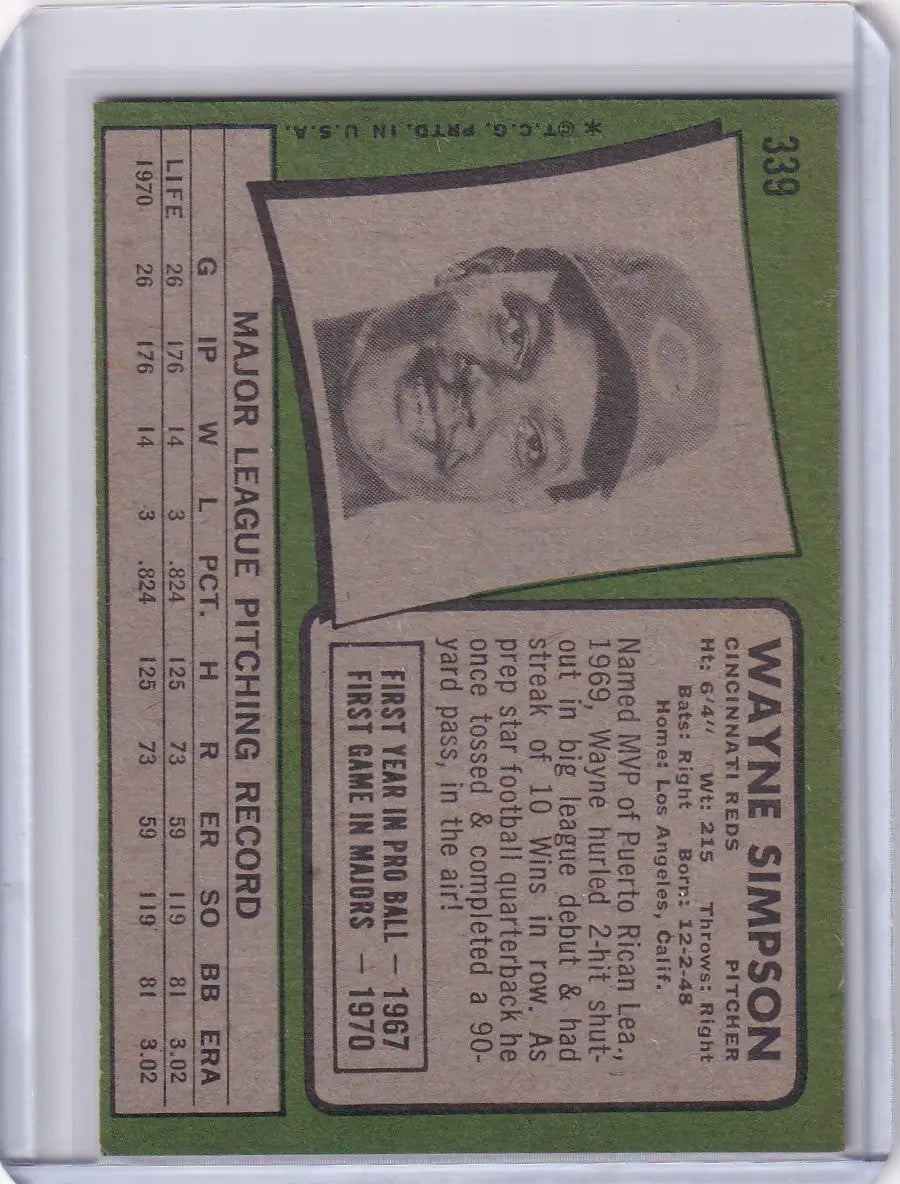 339
WAYNE SIMPSON
CINCINNATI REDS PITCHER
Ht: 6'4" Wt: 215 Throws: Right
Bats: Right Born: 12-2-48
Home: Los Angeles, Calif.
Named MVP of Puerto Rican Lea.,
1969, Wayne hurled 2-hit shut-
out in big league debut & had
streak of 10 Wins in row. As
prep star football quarterback he
once tossed & completed a 90-
yard pass, in the air!
FIRST YEAR IN PRO BALL — 1967
FIRST GAME IN MAJORS — 1970
*©T.C.G. PRTD. IN U.S.A.
MAJOR LEAGUE PITCHING RECORD
G IP W L PCT. H R ER SO BB ERA
LIFE 26 176 14 3 .824 125 73 59 119 81 3.02
1970 26 176 14 3 .824 125 73 59 119 81 3.02